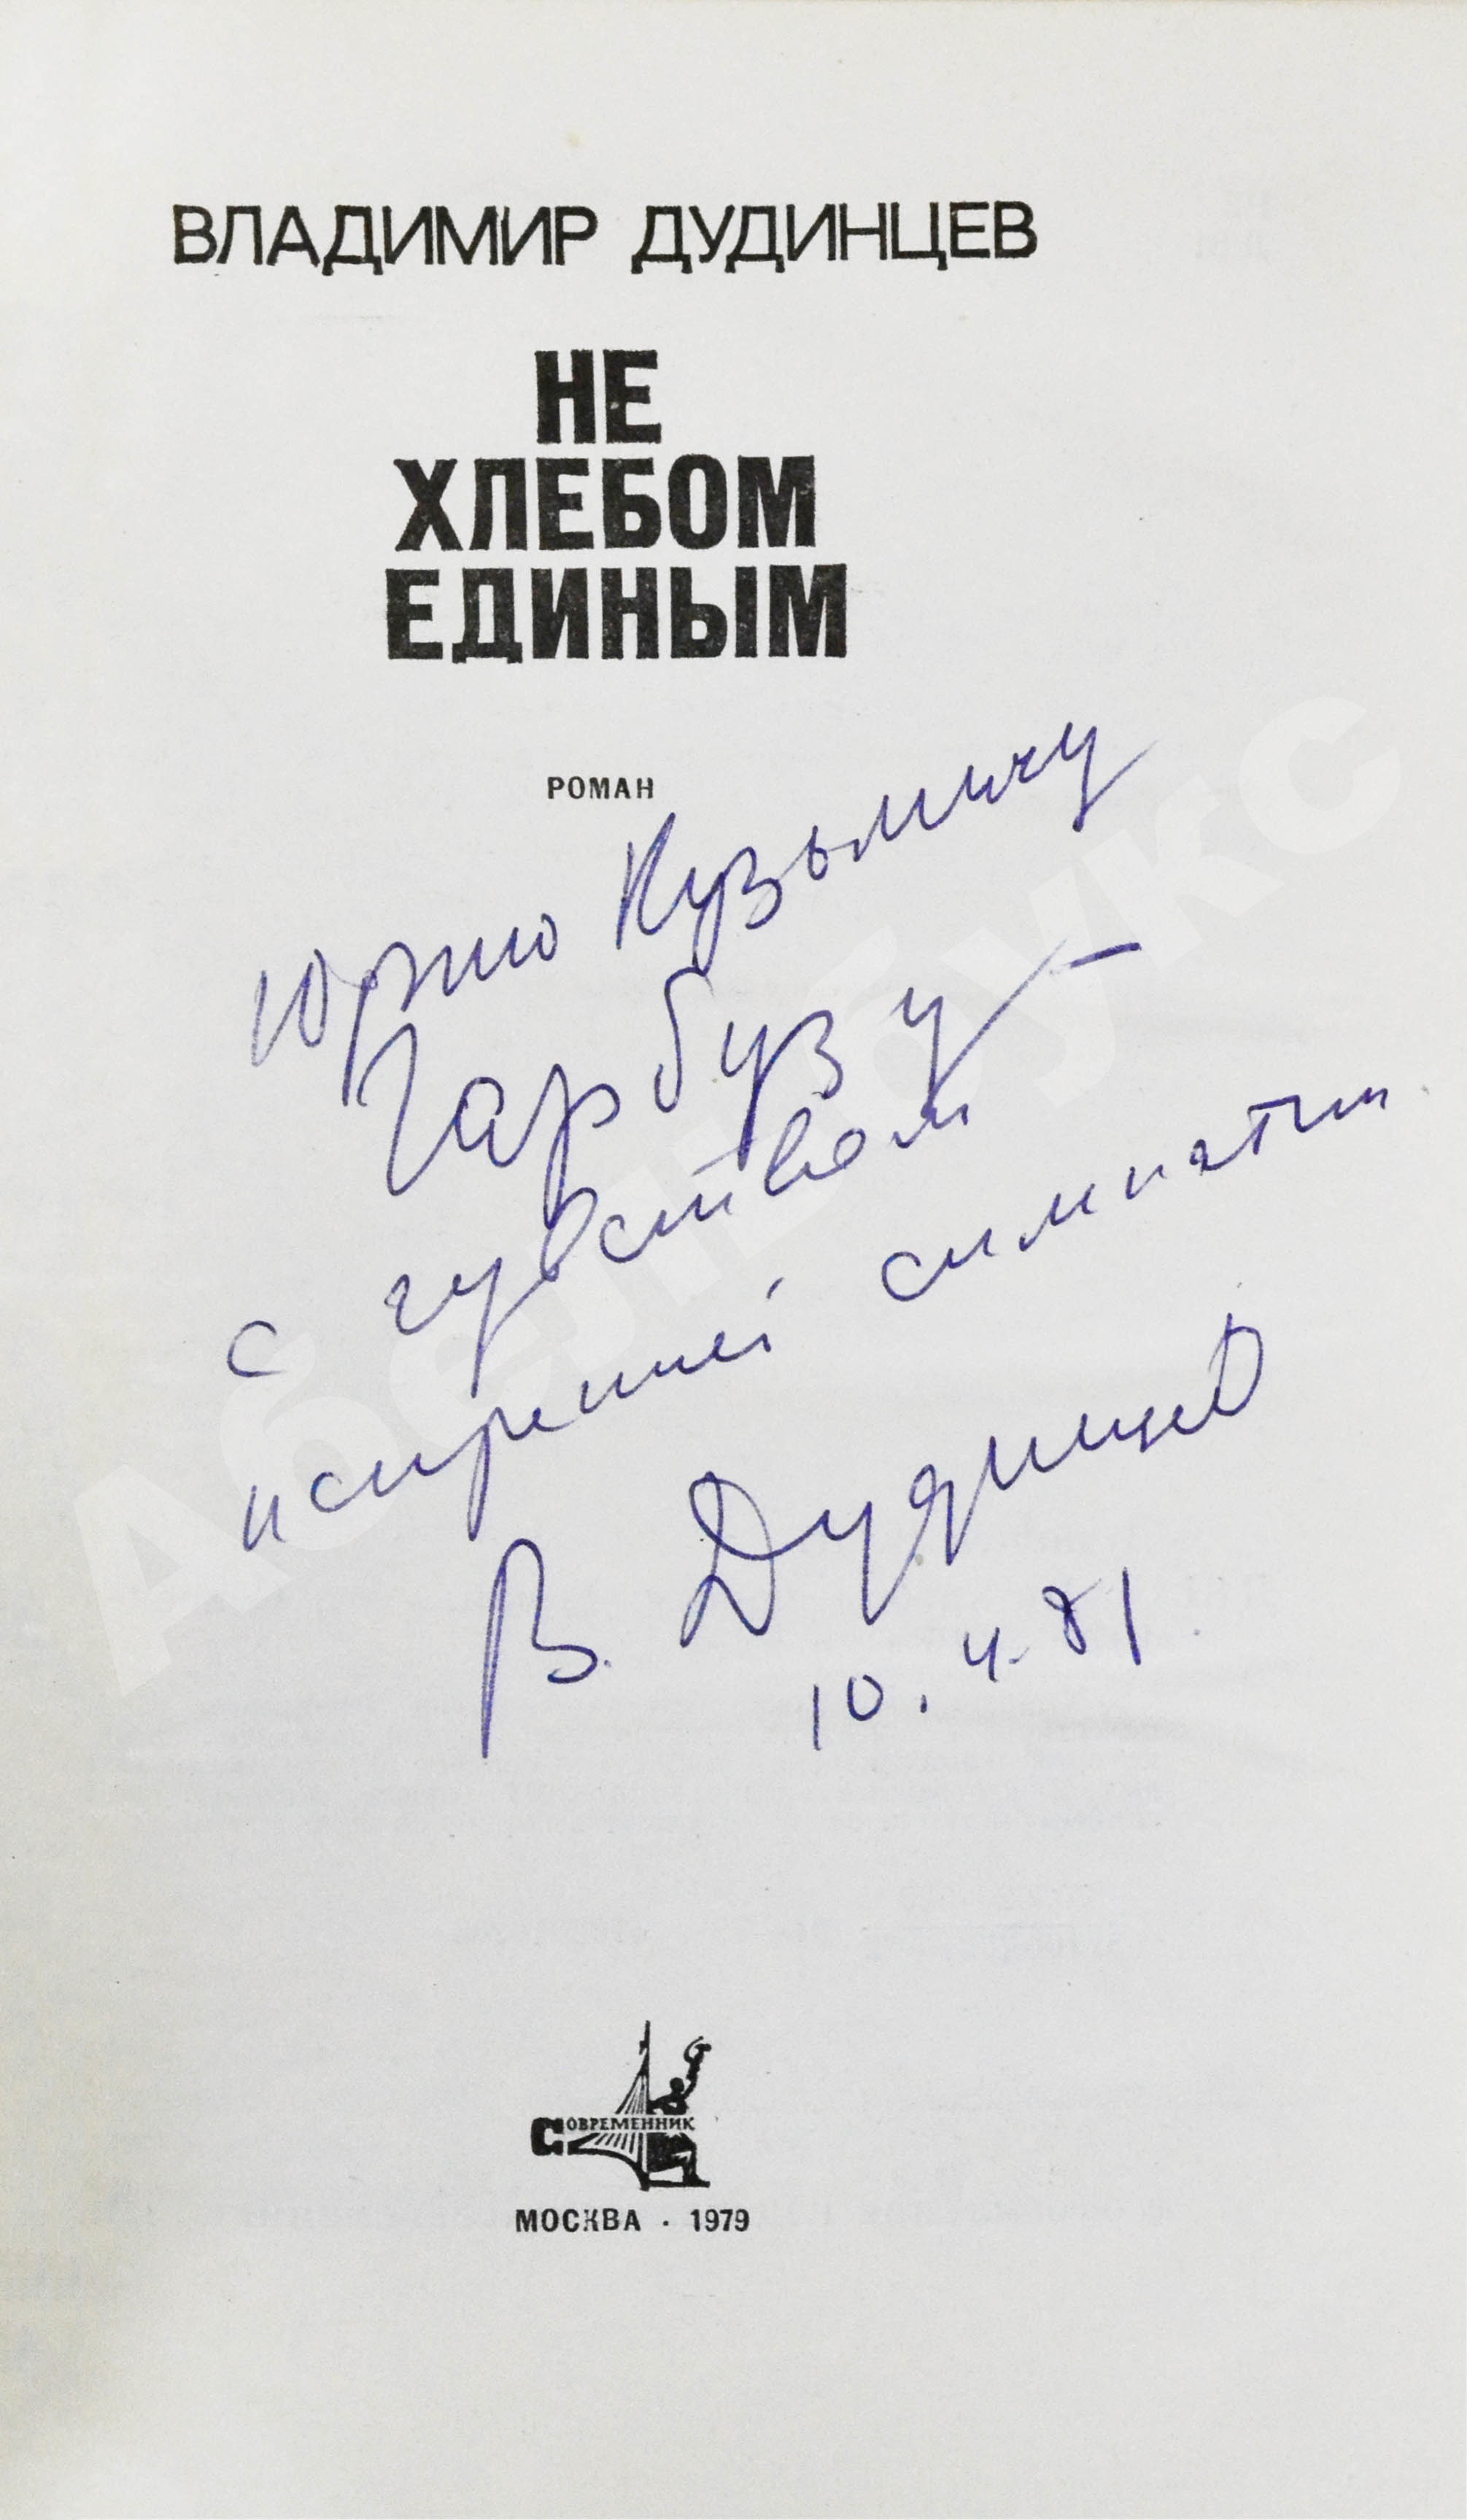 ВЛАДИМИР ДУДИНЦЕВ
НЕ
ХЛЕБОМ
ЕДИНЫМ
РОМАН
Юрию Кузьмичу
Гарбузу –
с чувством
искренней симпатии
В. Дудинцев
10. 4. 81
СОВРЕМЕННИК
МОСКВА · 1979
Абелбукс